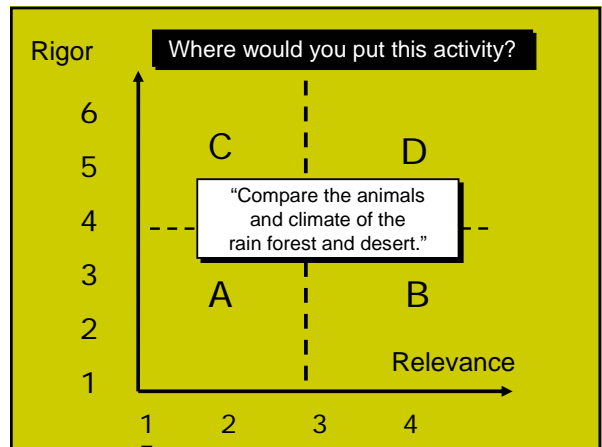 Rigor
Where would you put this activity?
6
5
4
3
2
1
C
D
“Compare the animals
and climate of the
rain forest and desert.”
A
B
Relevance
1 2 3 4